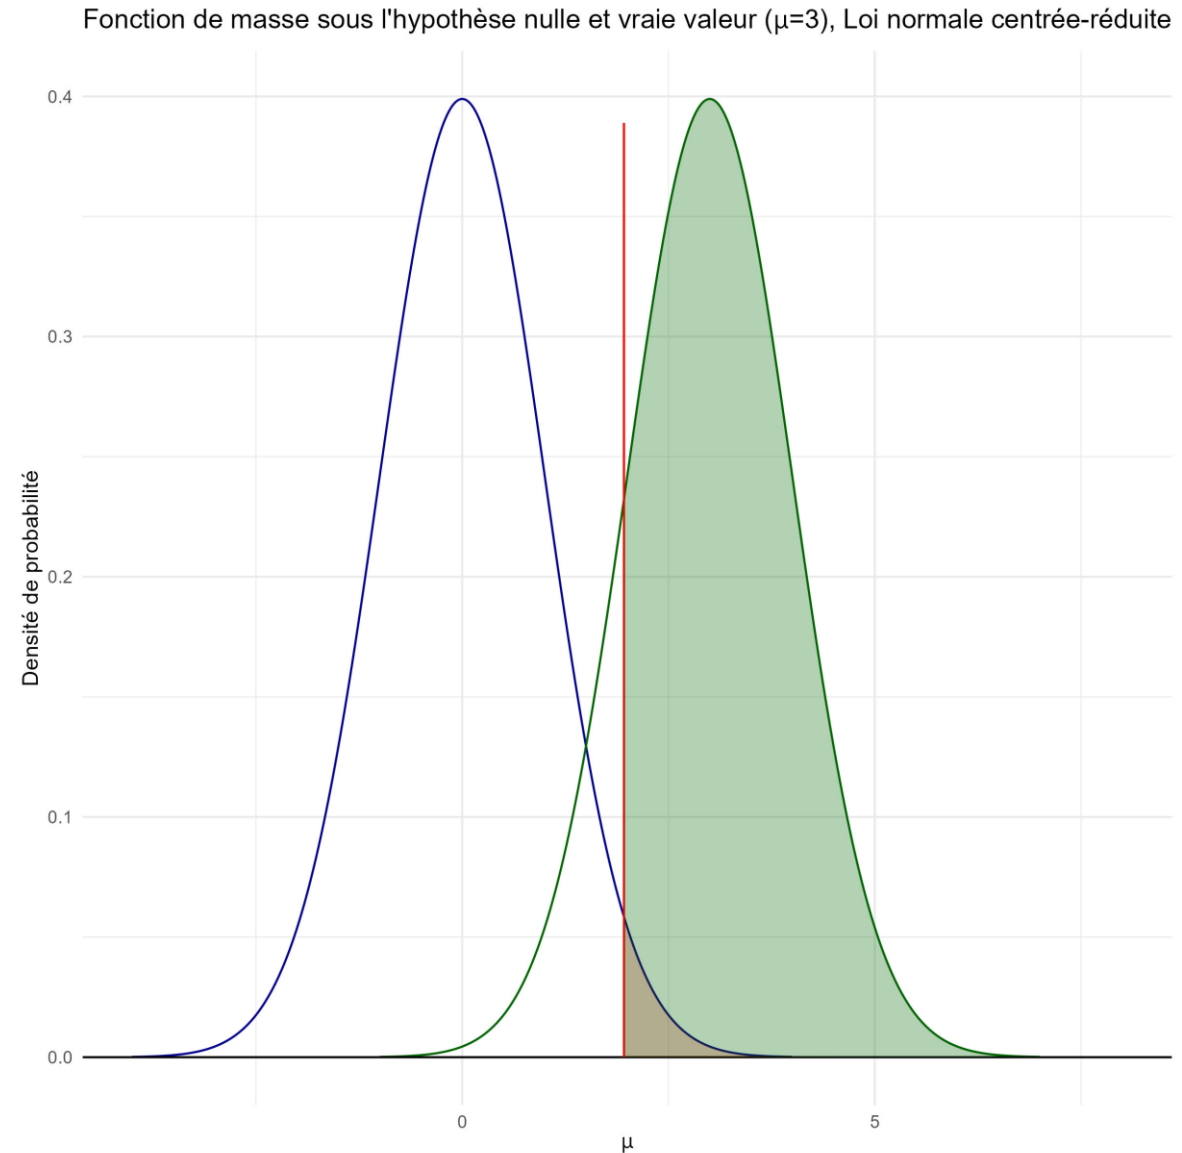 Fonction de masse sous l'hypothèse nulle et vraie valeur (μ=3), Loi normale centrée-réduite
Densité de probabilité
0.4
0.3
0.2
0.1
0.0
0
5
μ